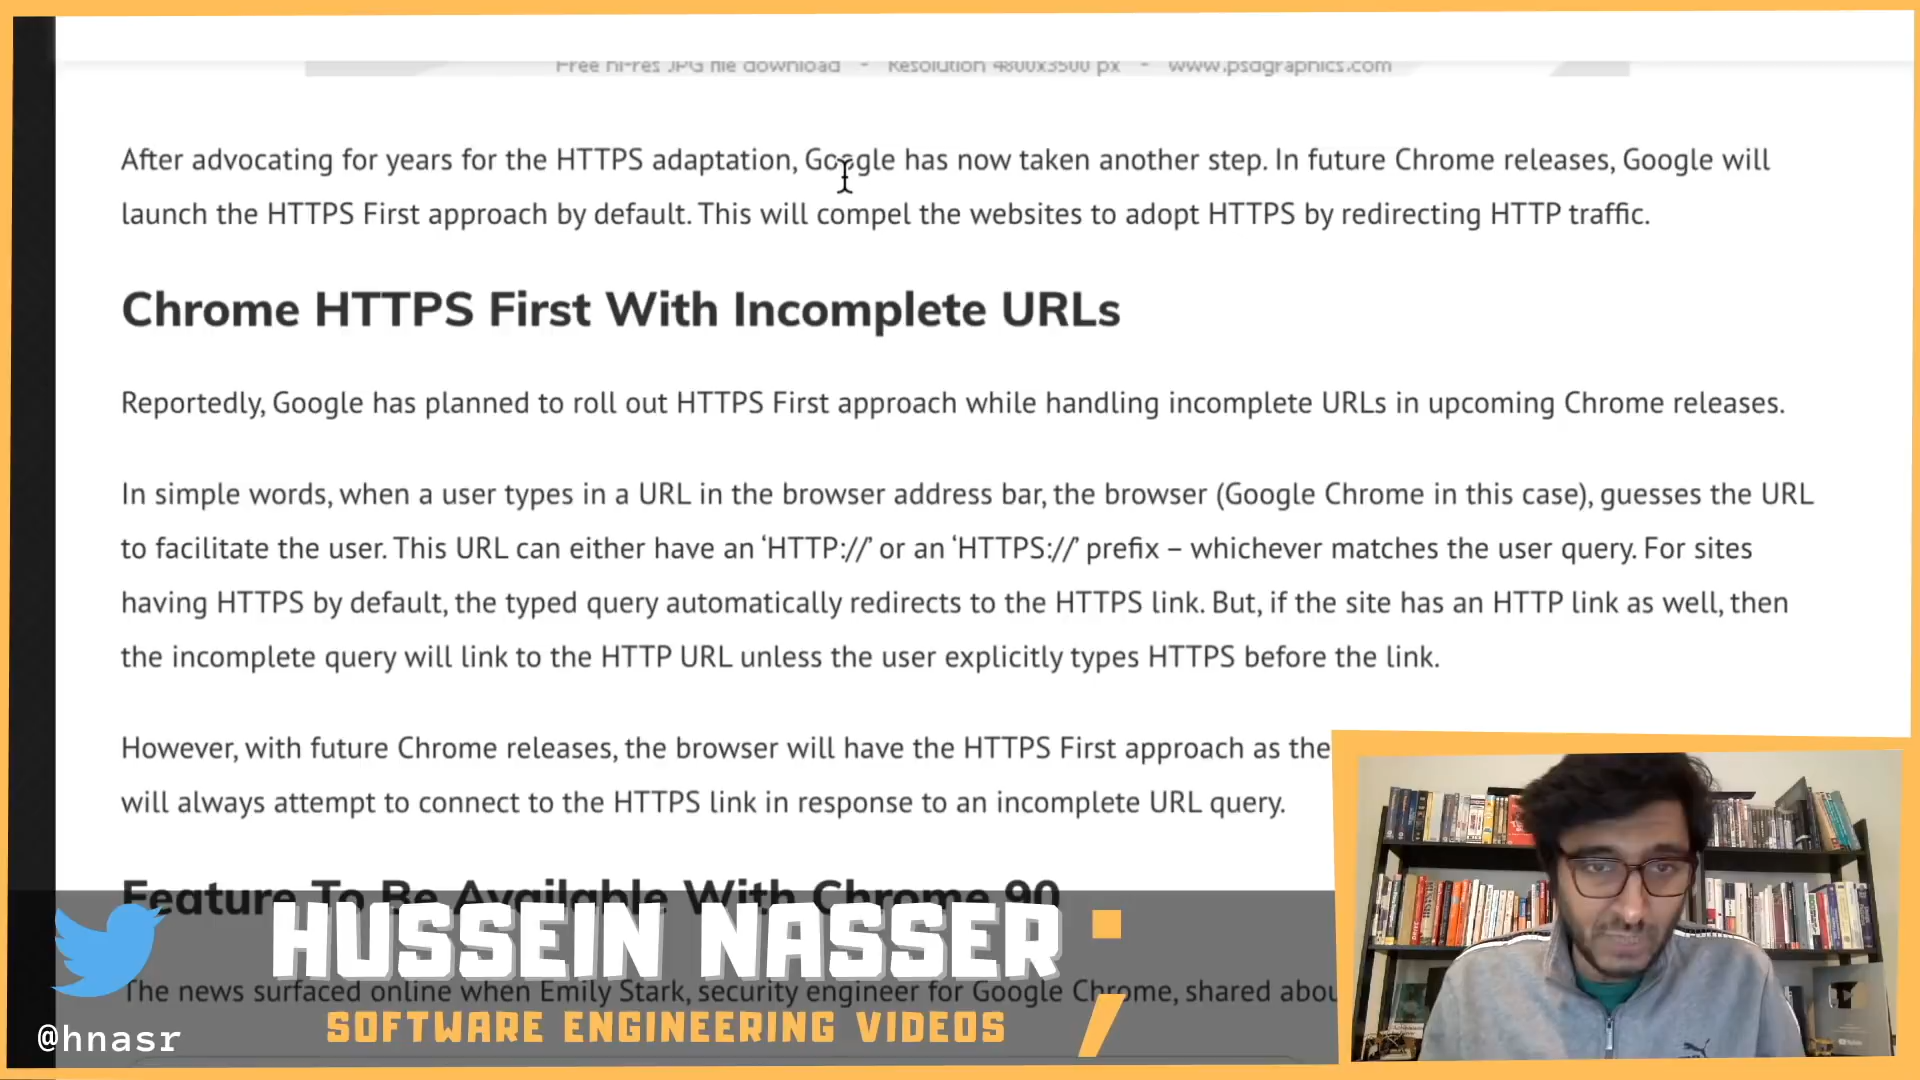 Free hi-res JPG file download - Resolution 4800x3500 px - www.psdgraphics.com
After advocating for years for the HTTPS adaptation, Google has now taken another step. In future Chrome releases, Google will
launch the HTTPS First approach by default. This will compel the websites to adopt HTTPS by redirecting HTTP traffic.
Chrome HTTPS First With Incomplete URLs
Reportedly, Google has planned to roll out HTTPS First approach while handling incomplete URLs in upcoming Chrome releases.
In simple words, when a user types in a URL in the browser address bar, the browser (Google Chrome in this case), guesses the URL
to facilitate the user. This URL can either have an ‘HTTP://’ or an ‘HTTPS://’ prefix – whichever matches the user query. For sites
having HTTPS by default, the typed query automatically redirects to the HTTPS link. But, if the site has an HTTP link as well, then
the incomplete query will link to the HTTP URL unless the user explicitly types HTTPS before the link.
However, with future Chrome releases, the browser will have the HTTPS First approach as the
will always attempt to connect to the HTTPS link in response to an incomplete URL query.
Feature To Be Available With Chrome 90
HUSSEIN NASSER ;
The news surfaced online when Emily Stark, security engineer for Google Chrome, shared abou
SOFTWARE ENGINEERING VIDEOS
@hnasr